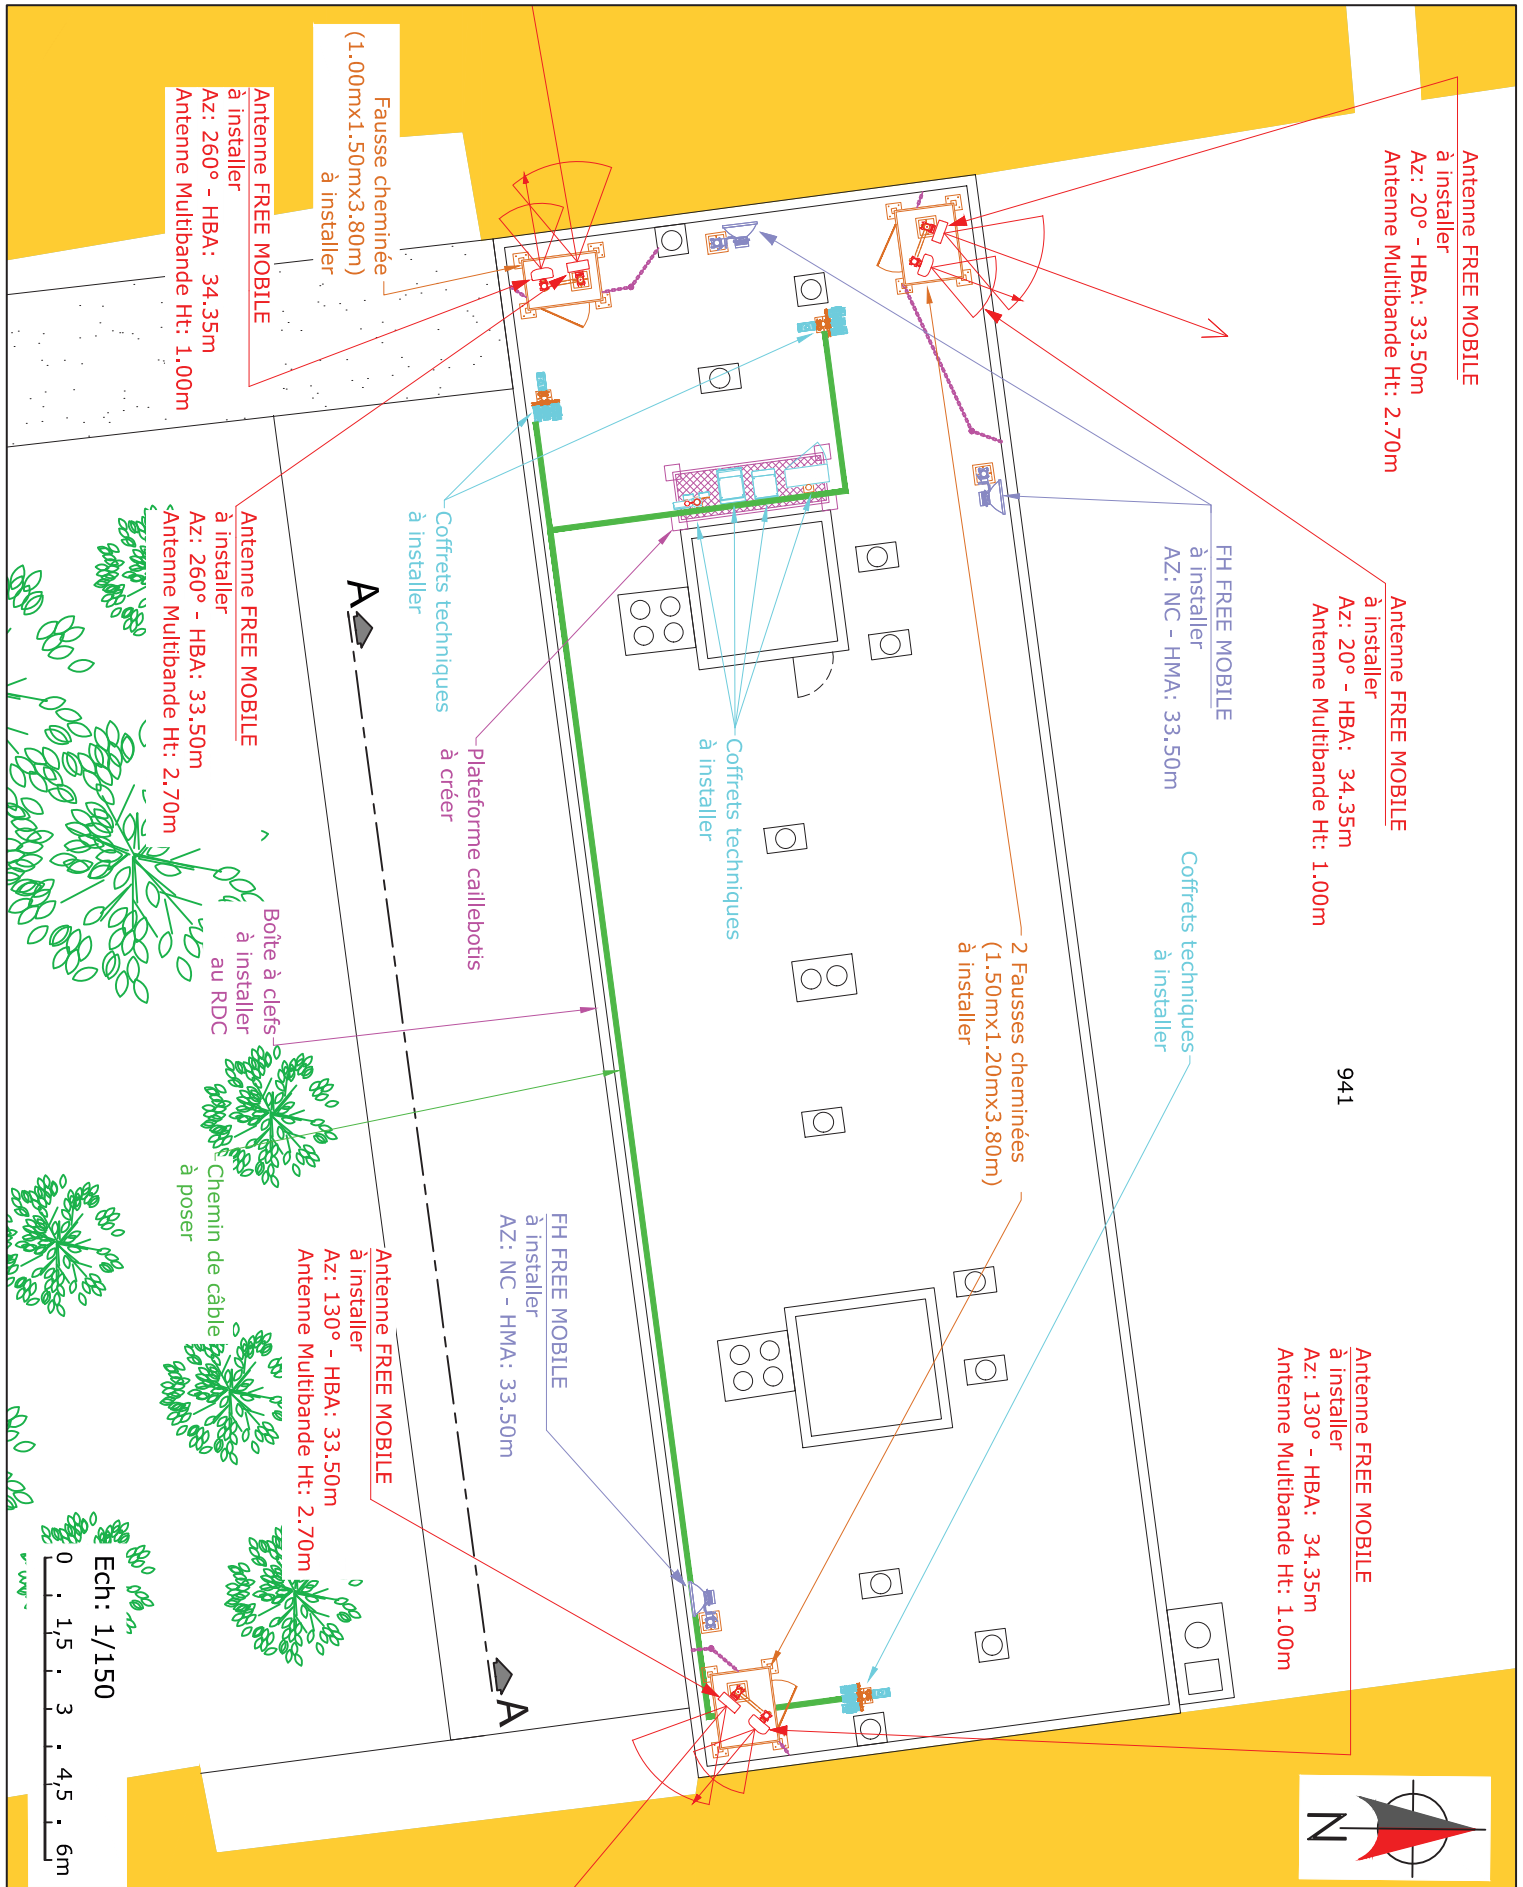 Antenne FREE MOBILE
à installer
Az: 20° - HBA: 33.50m
Antenne Multibande Ht: 2.70m
Antenne FREE MOBILE
à installer
Az: 20° - HBA: 34.35m
Antenne Multibande Ht: 1.00m
941
Antenne FREE MOBILE
à installer
Az: 130° - HBA: 34.35m
Antenne Multibande Ht: 1.00m
N
FH FREE MOBILE
à installer
AZ: NC - HMA: 33.50m
Coffrets techniques
à installer
2 Fausses cheminées
(1.50mx1.20mx3.80m)
à installer
Coffrets techniques
à installer
Fausse cheminée
(1.00mx1.50mx3.80m)
à installer
Coffrets techniques
à installer
Plateforme caillebotis
à créer
FH FREE MOBILE
à installer
AZ: NC - HMA: 33.50m
A
A
Antenne FREE MOBILE
à installer
Az: 260° - HBA: 34.35m
Antenne Multibande Ht: 1.00m
Antenne FREE MOBILE
à installer
Az: 260° - HBA: 33.50m
Antenne Multibande Ht: 2.70m
Boîte à clefs
à installer
au RDC
Chemin de câble
à poser
Antenne FREE MOBILE
à installer
Az: 130° - HBA: 33.50m
Antenne Multibande Ht: 2.70m
Ech: 1/150
0 1,5 3 4,5 6m